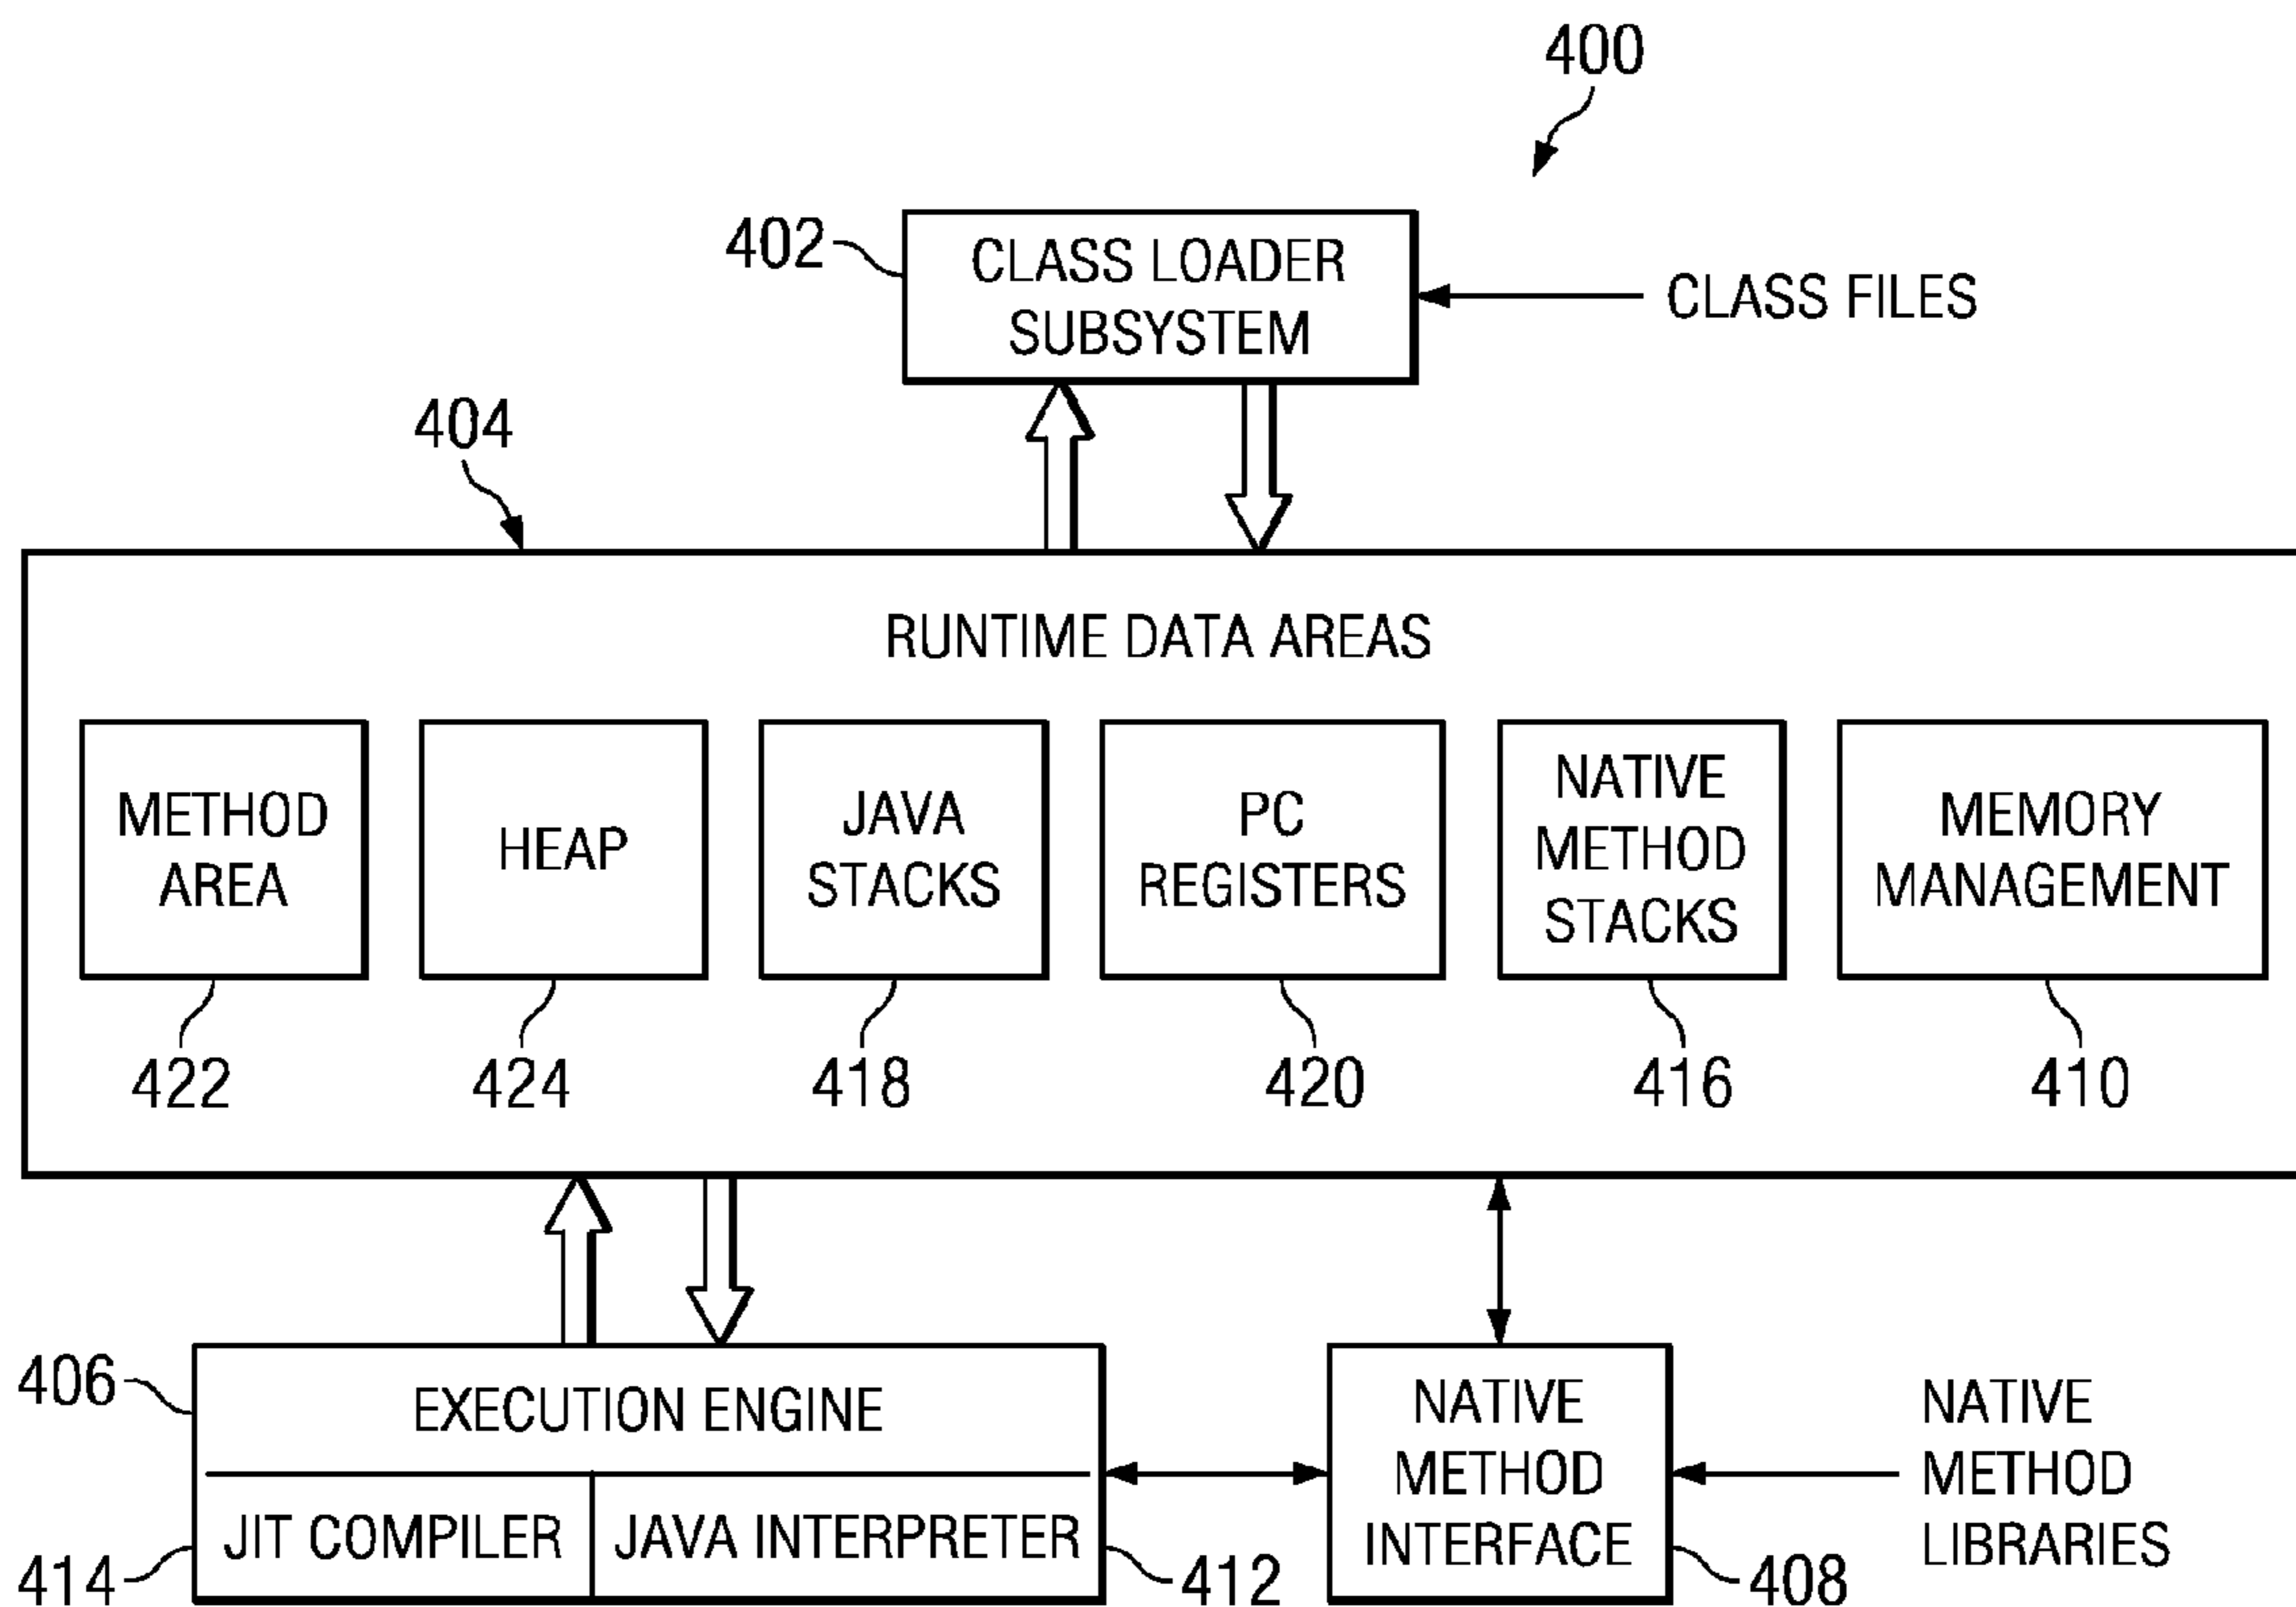 400
402
CLASS LOADER
SUBSYSTEM
CLASS FILES
404
RUNTIME DATA AREAS
METHOD
AREA
HEAP
JAVA
STACKS
PC
REGISTERS
NATIVE
METHOD
STACKS
MEMORY
MANAGEMENT
422
424
418
420
416
410
406
EXECUTION ENGINE
JIT COMPILER
JAVA INTERPRETER
414
412
NATIVE
METHOD
INTERFACE
408
NATIVE
METHOD
LIBRARIES